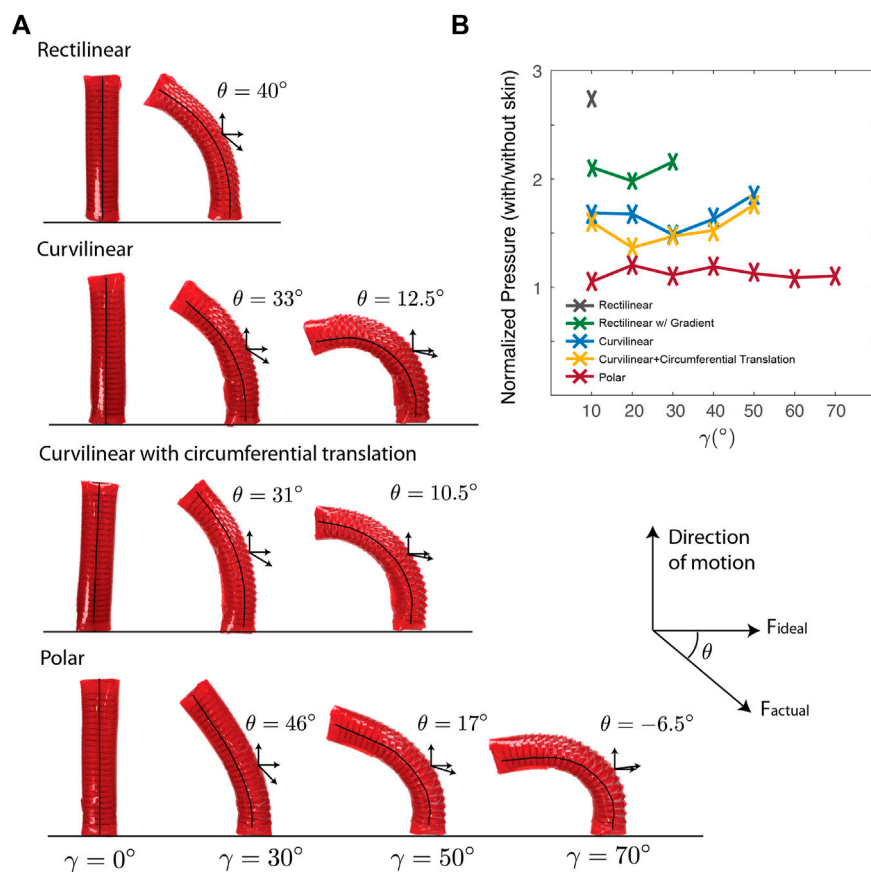 A
Rectilinear
θ = 40°
Curvilinear
θ = 33°
θ = 12.5°
Curvilinear with circumferential translation
θ = 31°
θ = 10.5°
Polar
θ = 46°
θ = 17°
θ = −6.5°
γ = 0°
γ = 30°
γ = 50°
γ = 70°
B
Normalized Pressure (with/without skin)
3
2
1
Rectilinear
Rectilinear w/ Gradient
Curvilinear
Curvilinear+Circumferential Translation
Polar
10 20 30 40 50 60 70
γ(°)
Direction
of motion
Fideal
θ
Factual